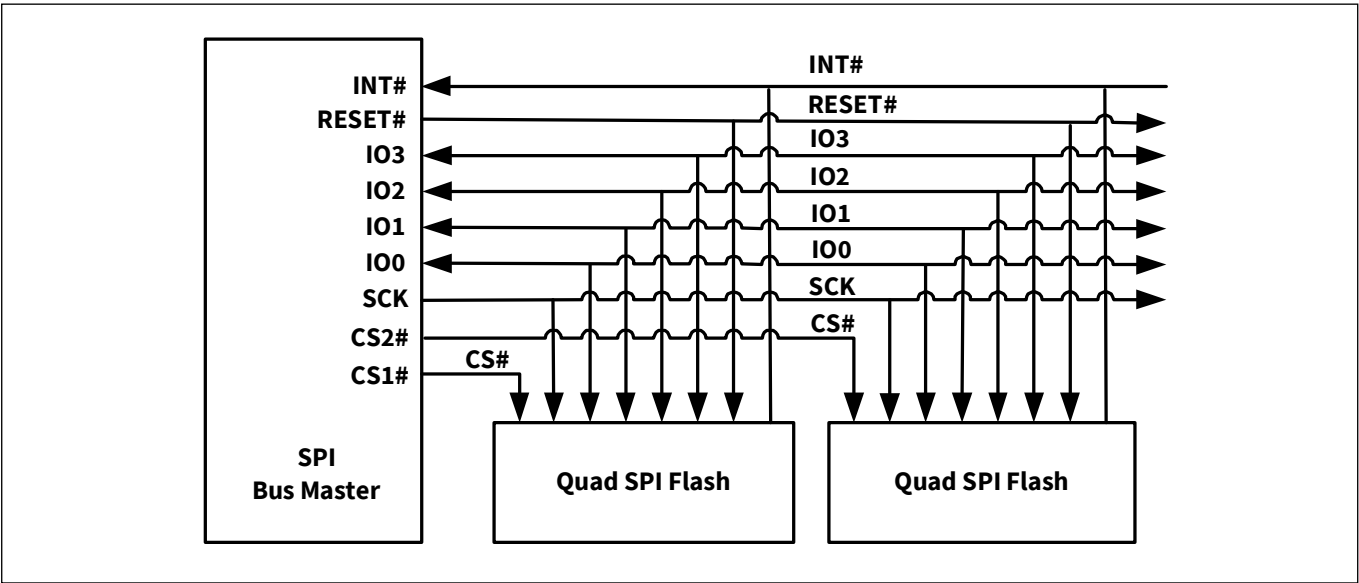 INT#
INT#
RESET#
RESET#
IO3
IO3
IO2
IO2
IO1
IO1
IO0
IO0
SCK
SCK
CS2#
CS#
CS1#
CS#
SPI
Bus Master
Quad SPI Flash
Quad SPI Flash